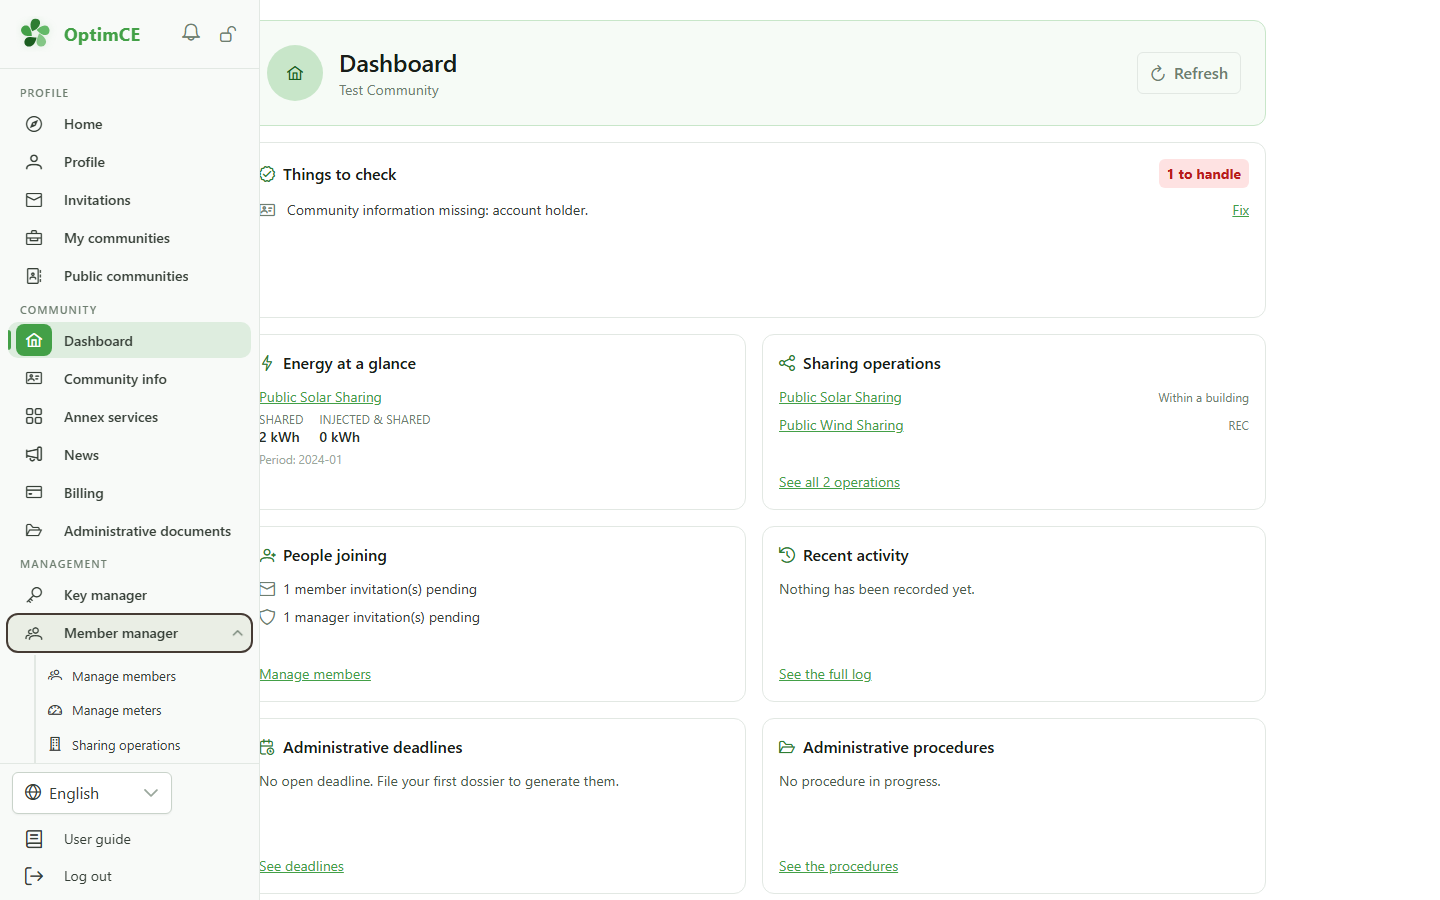 OptimCE
PROFILE
Home
Profile
Invitations
My communities
Public communities
COMMUNITY
Dashboard
Community info
Annex services
News
Billing
Administrative documents
MANAGEMENT
Key manager
Member manager
Manage members
Manage meters
Sharing operations
English
User guide
Log out
Dashboard
Test Community
Refresh
Things to check
1 to handle
Community information missing: account holder.
Fix
Energy at a glance
Public Solar Sharing
SHARED INJECTED & SHARED
2 kWh 0 kWh
Period: 2024-01
Sharing operations
Public Solar Sharing Within a building
Public Wind Sharing REC
See all 2 operations
People joining
1 member invitation(s) pending
1 manager invitation(s) pending
Manage members
Recent activity
Nothing has been recorded yet.
See the full log
Administrative deadlines
No open deadline. File your first dossier to generate them.
See deadlines
Administrative procedures
No procedure in progress.
See the procedures